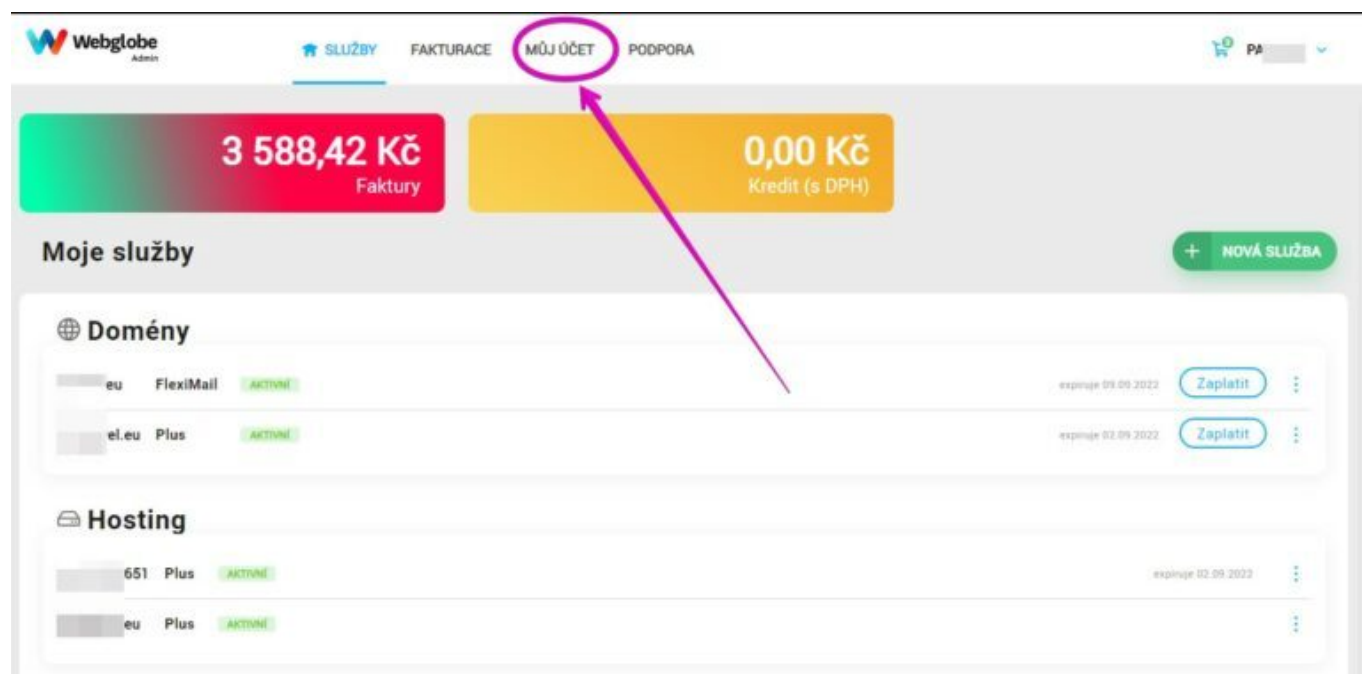 Webglobe
Admin
SLUŽBY FAKTURACE MŮJ ÚČET PODPORA
3 PA
3 588,42 Kč
Faktury
0,00 Kč
Kredit (s DPH)
Moje služby
+ NOVÁ SLUŽBA
Domény
eu FlexiMail AKTIVNÍ expiruje 09.09.2022 Zaplatit
el.eu Plus AKTIVNÍ expiruje 02.09.2022 Zaplatit
Hosting
651 Plus AKTIVNÍ expiruje 02.09.2022
eu Plus AKTIVNÍ